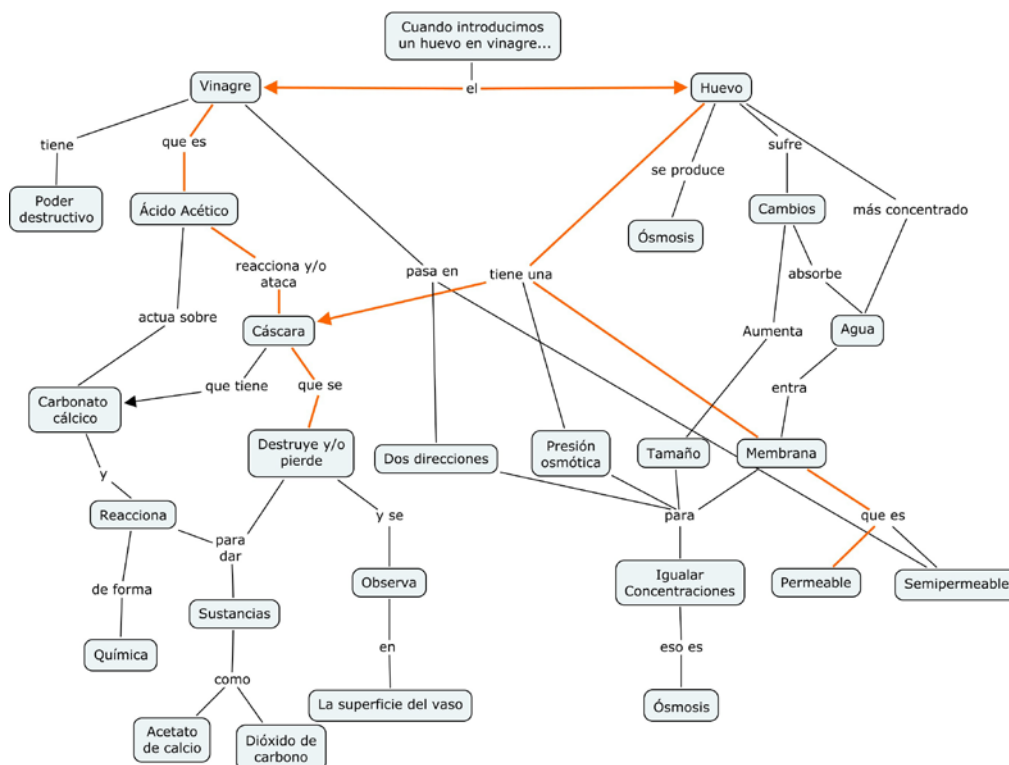 Cuando introducimos
un huevo en vinagre...
el
Vinagre
Huevo
tiene
que es
sufre
se produce
Poder
destructivo
Ácido Acético
Cambios
más concentrado
Ósmosis
reacciona y/o
ataca
pasa en
tiene una
absorbe
actua sobre
Cáscara
Aumenta
Agua
que tiene
que se
entra
Carbonato
cálcico
Destruye y/o
pierde
Dos direcciones
Presión
osmótica
Tamaño
Membrana
y
Reacciona
para
dar
y se
para
que es
de forma
Observa
Igualar
Concentraciones
Permeable
Semipermeable
Sustancias
Química
en
eso es
como
La superficie del vaso
Ósmosis
Acetato
de calcio
Dióxido de
carbono